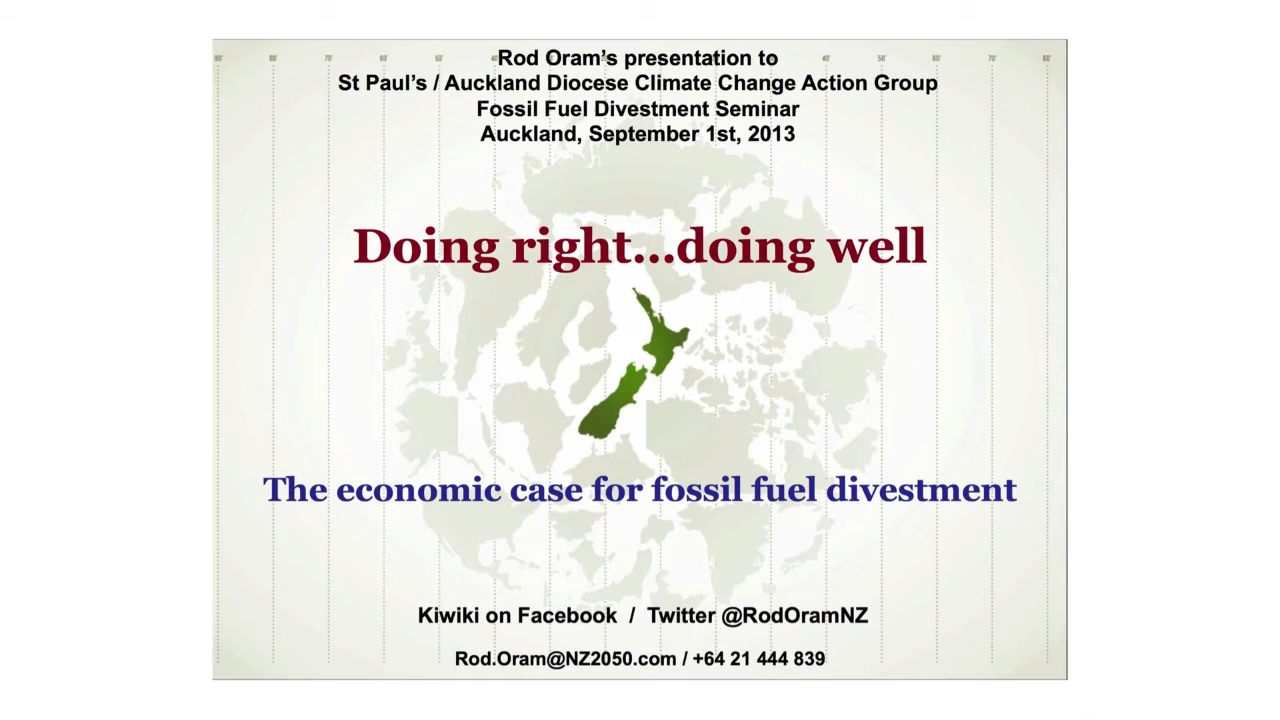 Rod Oram’s presentation to
St Paul’s / Auckland Diocese Climate Change Action Group
Fossil Fuel Divestment Seminar
Auckland, September 1st, 2013
Doing right...doing well
The economic case for fossil fuel divestment
Kiwiki on Facebook / Twitter @RodOramNZ
Rod.Oram@NZ2050.com / +64 21 444 839